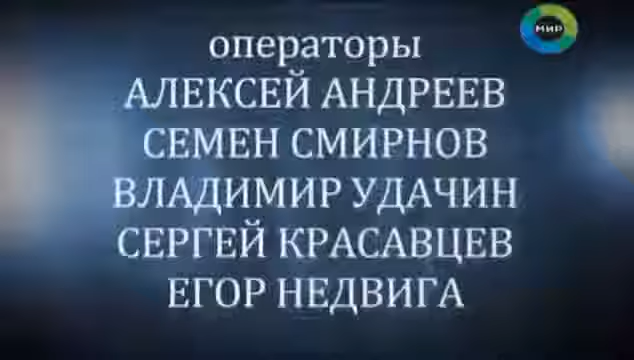 операторы
МИР
АЛЕКСЕЙ АНДРЕЕВ
СЕМЕН СМИРНОВ
ВЛАДИМИР УДАЧИН
СЕРГЕЙ КРАСАВЦЕВ
ЕГОР НЕДВИГА